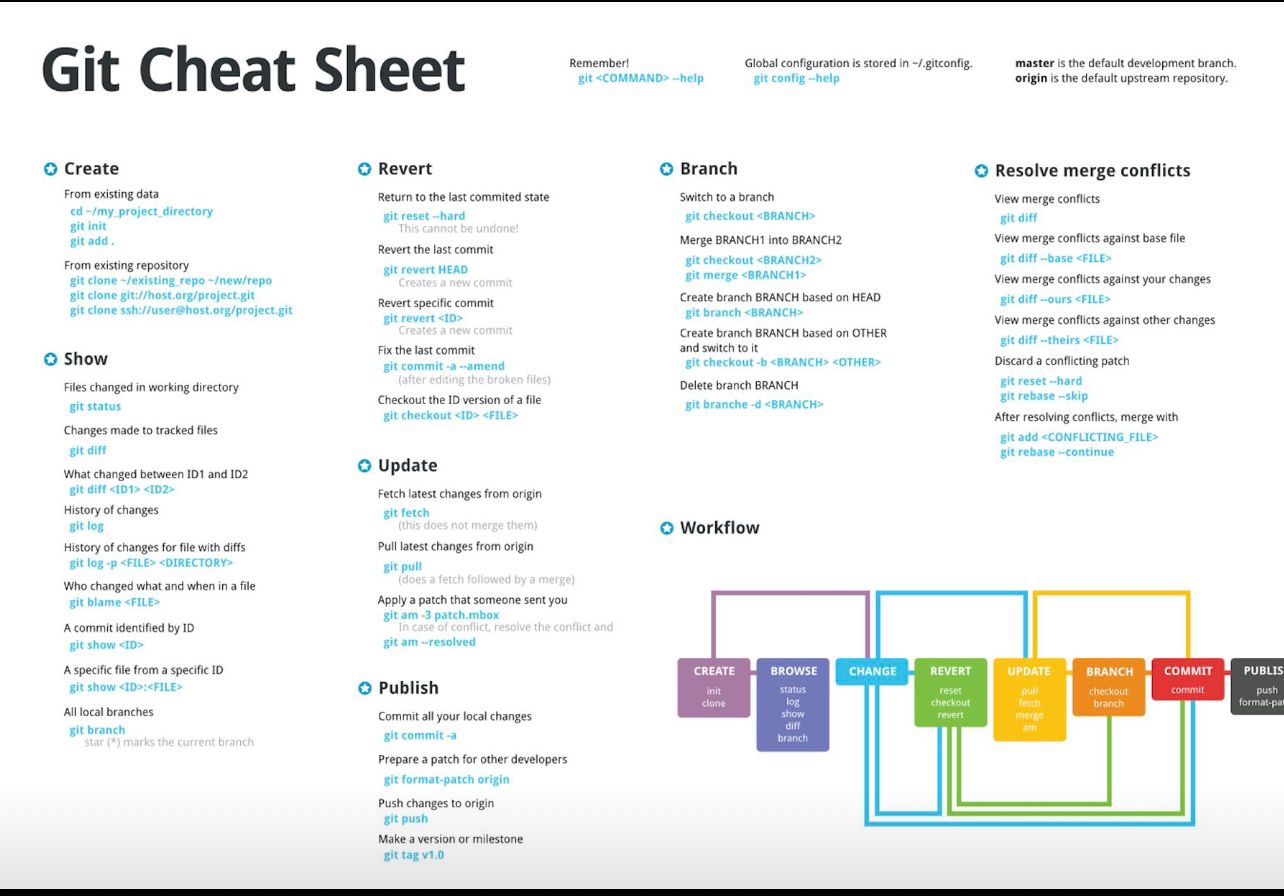 Git Cheat Sheet
Remember!
git <COMMAND> --help
Global configuration is stored in ~/.gitconfig.
git config --help
master is the default development branch.
origin is the default upstream repository.
Create
From existing data
cd ~/my_project_directory
git init
git add .
From existing repository
git clone ~/existing_repo ~/new/repo
git clone git://host.org/project.git
git clone ssh://user@host.org/project.git
Show
Files changed in working directory
git status
Changes made to tracked files
git diff
What changed between ID1 and ID2
git diff <ID1> <ID2>
History of changes
git log
History of changes for file with diffs
git log -p <FILE> <DIRECTORY>
Who changed what and when in a file
git blame <FILE>
A commit identified by ID
git show <ID>
A specific file from a specific ID
git show <ID>:<FILE>
All local branches
git branch
star (*) marks the current branch
Revert
Return to the last commited state
git reset --hard
This cannot be undone!
Revert the last commit
git revert HEAD
Creates a new commit
Revert specific commit
git revert <ID>
Creates a new commit
Fix the last commit
git commit -a --amend
(after editing the broken files)
Checkout the ID version of a file
git checkout <ID> <FILE>
Update
Fetch latest changes from origin
git fetch
(this does not merge them)
Pull latest changes from origin
git pull
(does a fetch followed by a merge)
Apply a patch that someone sent you
git am -3 patch.mbox
In case of conflict, resolve the conflict and
git am --resolved
Publish
Commit all your local changes
git commit -a
Prepare a patch for other developers
git format-patch origin
Push changes to origin
git push
Make a version or milestone
git tag v1.0
Branch
Switch to a branch
git checkout <BRANCH>
Merge BRANCH1 into BRANCH2
git checkout <BRANCH2>
git merge <BRANCH1>
Create branch BRANCH based on HEAD
git branch <BRANCH>
Create branch BRANCH based on OTHER
and switch to it
git checkout -b <BRANCH> <OTHER>
Delete branch BRANCH
git branche -d <BRANCH>
Resolve merge conflicts
View merge conflicts
git diff
View merge conflicts against base file
git diff --base <FILE>
View merge conflicts against your changes
git diff --ours <FILE>
View merge conflicts against other changes
git diff --theirs <FILE>
Discard a conflicting patch
git reset --hard
git rebase --skip
After resolving conflicts, merge with
git add <CONFLICTING_FILE>
git rebase --continue
Workflow
CREATE
init
clone
BROWSE
status
log
show
diff
branch
CHANGE
REVERT
reset
checkout
revert
UPDATE
pull
fetch
merge
am
BRANCH
checkout
branch
COMMIT
commit
PUBLIS
push
format-pat